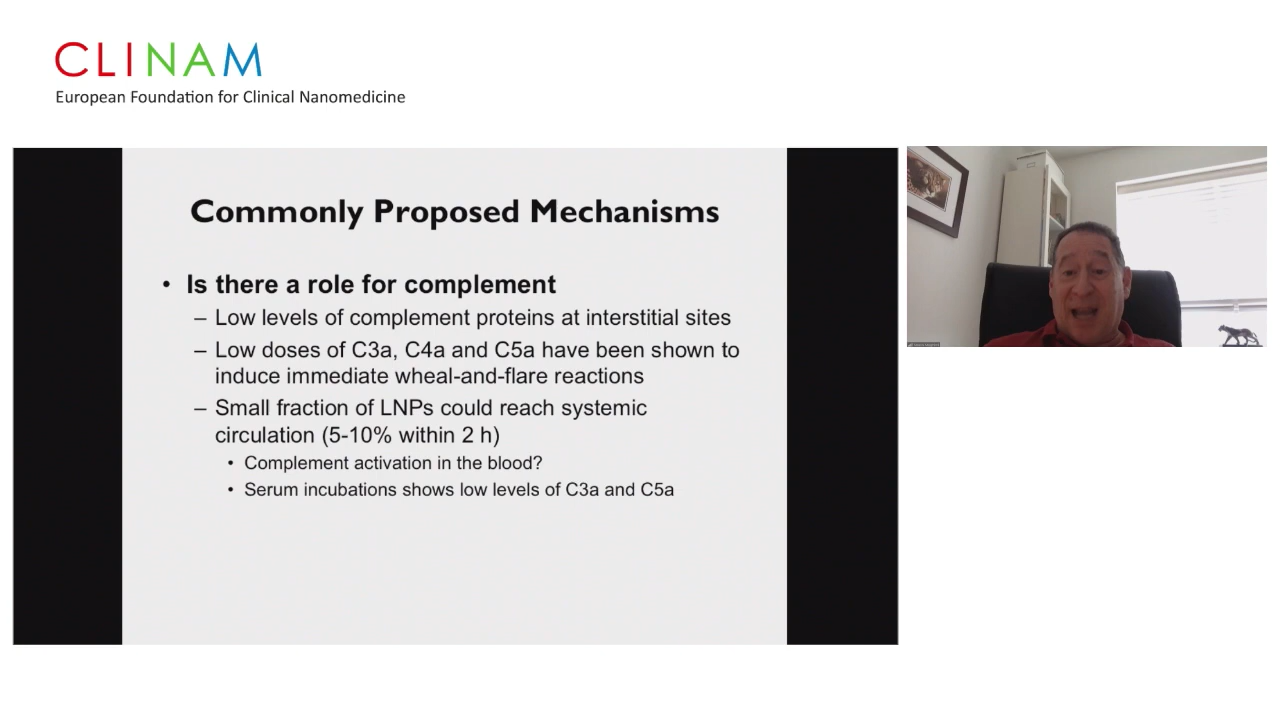 CLINAM
European Foundation for Clinical Nanomedicine
Commonly Proposed Mechanisms
• Is there a role for complement
– Low levels of complement proteins at interstitial sites
– Low doses of C3a, C4a and C5a have been shown to
induce immediate wheal-and-flare reactions
– Small fraction of LNPs could reach systemic
circulation (5-10% within 2 h)
• Complement activation in the blood?
• Serum incubations shows low levels of C3a and C5a